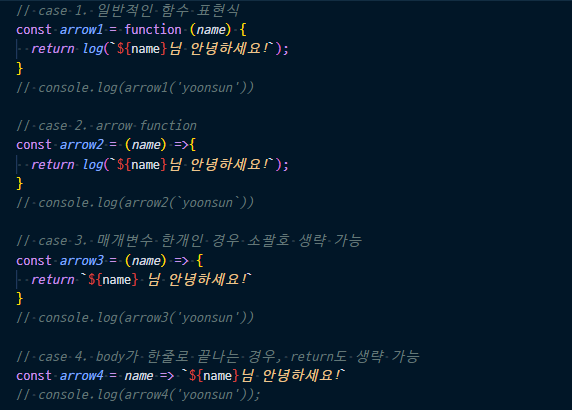 // case 1. 일반적인 함수 표현식
const arrow1 = function (name) {
  return log(`${name}님 안녕하세요!`);
}
// console.log(arrow1('yoonsun'))
// case 2. arrow function
const arrow2 = (name) =>{
  return log(`${name}님 안녕하세요!`);
}
// console.log(arrow2(`yoonsun`))
// case 3. 매개변수 한개인 경우 소괄호 생략 가능
const arrow3 = (name) => {
  return `${name} 님 안녕하세요!`
}
// console.log(arrow3('yoonsun'))
// case 4. body가 한줄로 끝나는 경우, return도 생략 가능
const arrow4 = name => `${name}님 안녕하세요!`
// console.log(arrow4('yoonsun'));